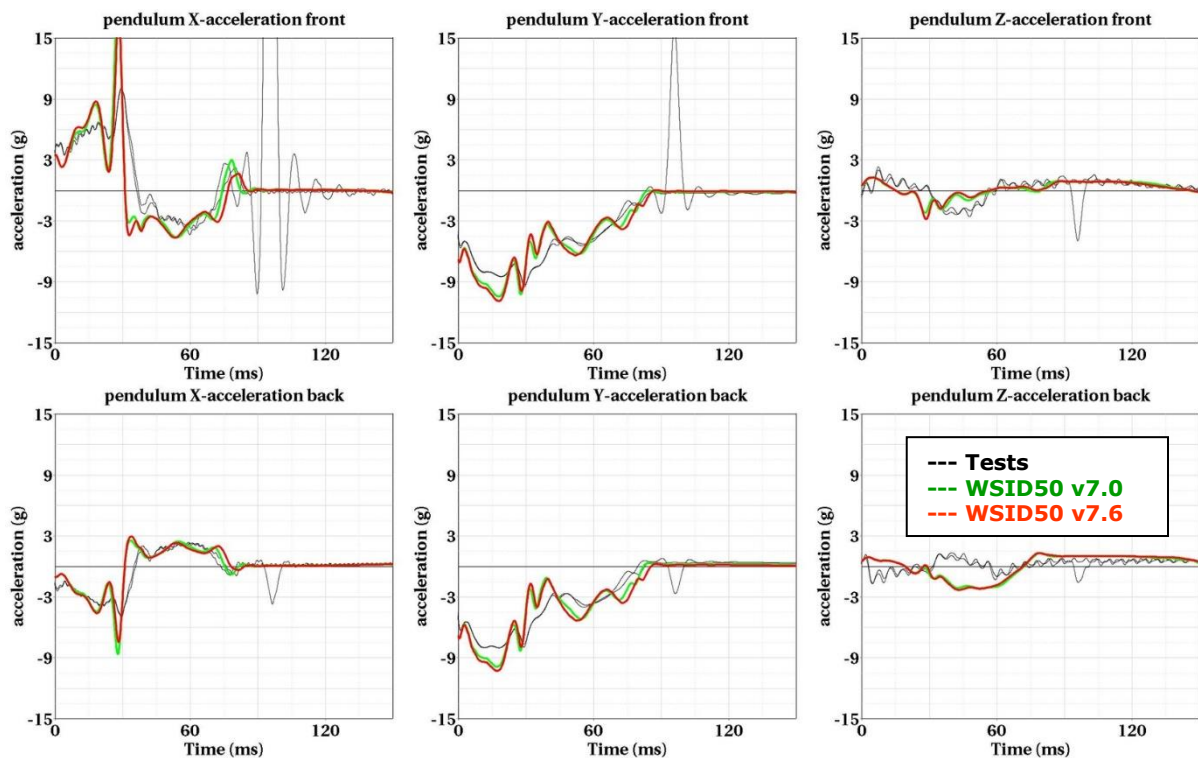 pendulum X-acceleration front
pendulum Y-acceleration front
pendulum Z-acceleration front
acceleration (g)
15
9
3
-3
-9
-15
0
60
120
Time (ms)
acceleration (g)
15
9
3
-3
-9
-15
0
60
120
Time (ms)
acceleration (g)
15
9
3
-3
-9
-15
0
60
120
Time (ms)
pendulum X-acceleration back
pendulum Y-acceleration back
pendulum Z-acceleration back
acceleration (g)
15
9
3
-3
-9
-15
0
60
120
Time (ms)
acceleration (g)
15
9
3
-3
-9
-15
0
60
120
Time (ms)
acceleration (g)
15
9
3
-3
-9
-15
0
60
120
Time (ms)
--- Tests
--- WSID50 v7.0
--- WSID50 v7.6